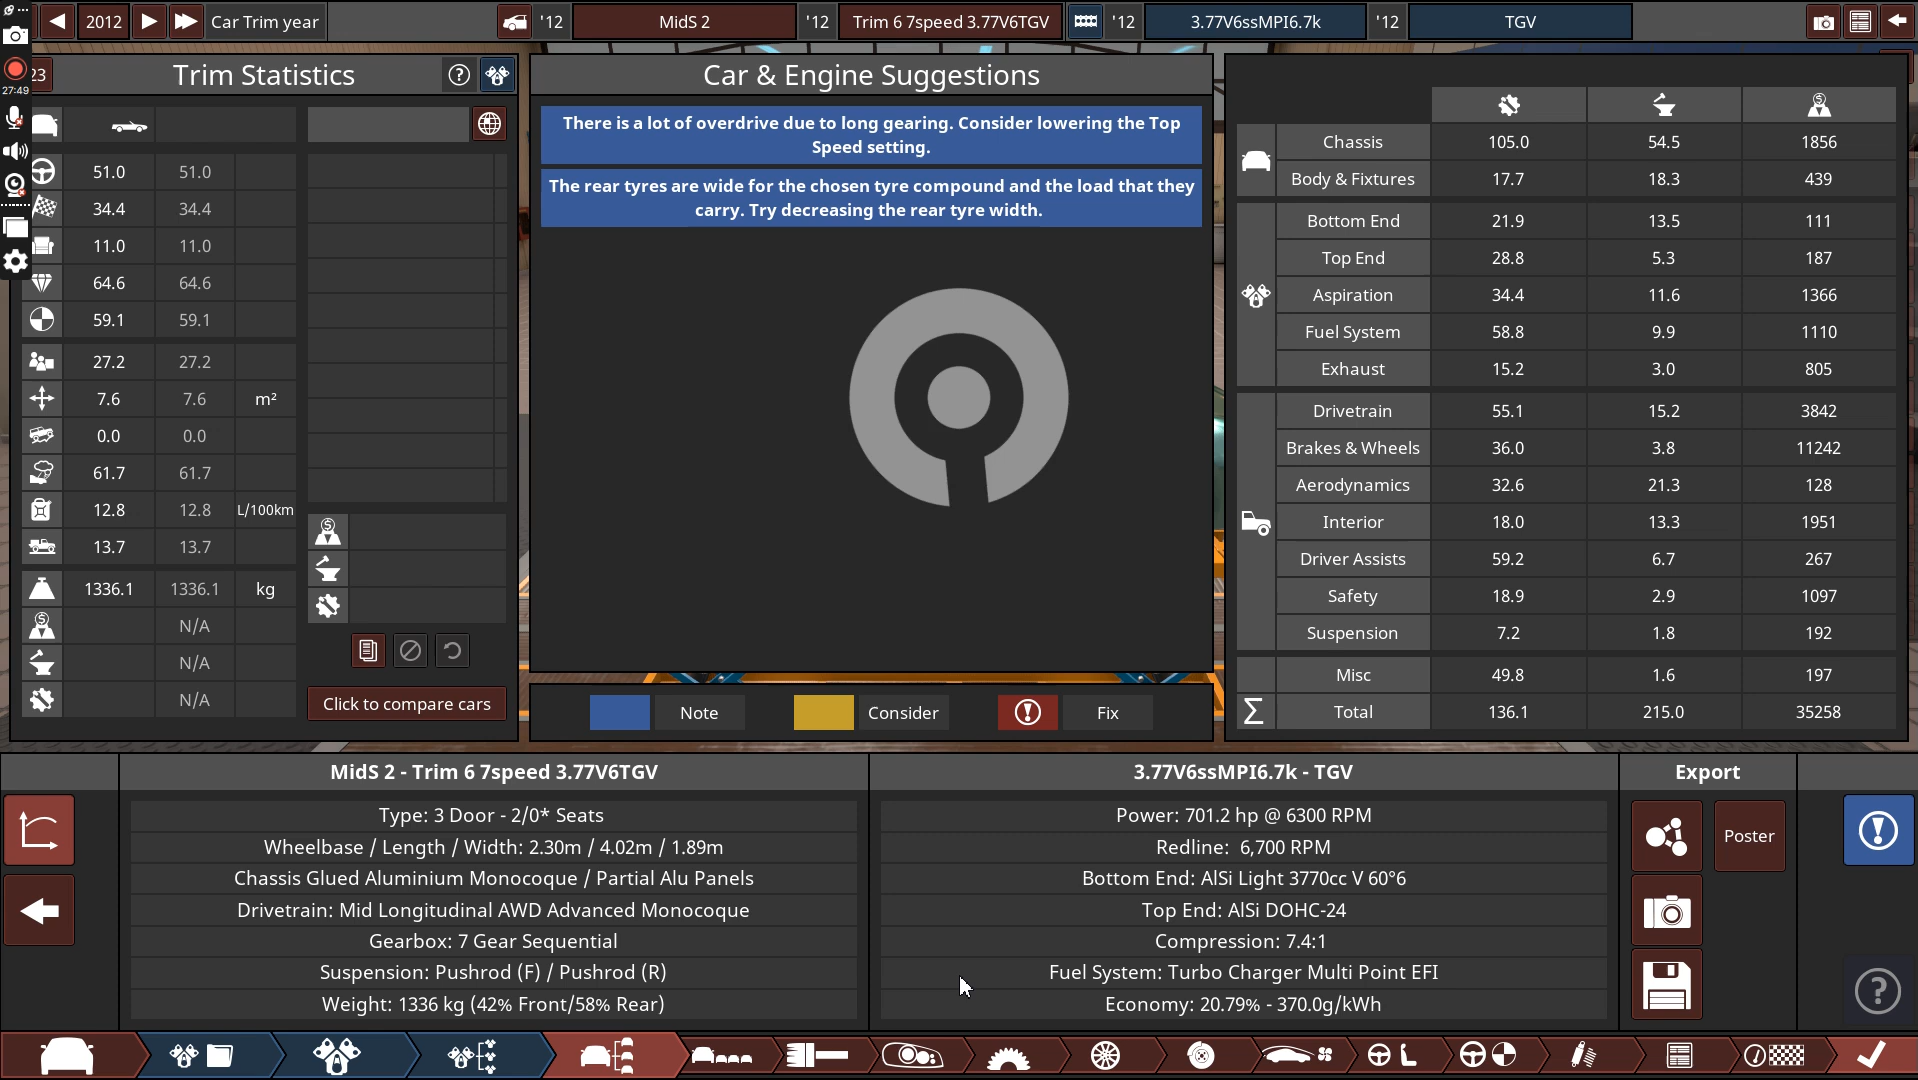 2012
Car Trim year
'12
MidS 2
'12
Trim 6 7speed 3.77V6TGV
'12
3.77V6ssMPI6.7k
'12
TGV
27:49
23
Trim Statistics
?
51.0 51.0
34.4 34.4
11.0 11.0
64.6 64.6
59.1 59.1
27.2 27.2
7.6 7.6 m²
0.0 0.0
61.7 61.7
12.8 12.8 L/100km
13.7 13.7
1336.1 1336.1 kg
N/A
N/A
N/A
Click to compare cars
Car & Engine Suggestions
There is a lot of overdrive due to long gearing. Consider lowering the Top
Speed setting.
The rear tyres are wide for the chosen tyre compound and the load that they
carry. Try decreasing the rear tyre width.
Note
Consider
Fix
Chassis 105.0 54.5 1856
Body & Fixtures 17.7 18.3 439
Bottom End 21.9 13.5 111
Top End 28.8 5.3 187
Aspiration 34.4 11.6 1366
Fuel System 58.8 9.9 1110
Exhaust 15.2 3.0 805
Drivetrain 55.1 15.2 3842
Brakes & Wheels 36.0 3.8 11242
Aerodynamics 32.6 21.3 128
Interior 18.0 13.3 1951
Driver Assists 59.2 6.7 267
Safety 18.9 2.9 1097
Suspension 7.2 1.8 192
Misc 49.8 1.6 197
Σ Total 136.1 215.0 35258
MidS 2 - Trim 6 7speed 3.77V6TGV
Type: 3 Door - 2/0* Seats
Wheelbase / Length / Width: 2.30m / 4.02m / 1.89m
Chassis Glued Aluminium Monocoque / Partial Alu Panels
Drivetrain: Mid Longitudinal AWD Advanced Monocoque
Gearbox: 7 Gear Sequential
Suspension: Pushrod (F) / Pushrod (R)
Weight: 1336 kg (42% Front/58% Rear)
3.77V6ssMPI6.7k - TGV
Power: 701.2 hp @ 6300 RPM
Redline: 6,700 RPM
Bottom End: AlSi Light 3770cc V 60°6
Top End: AlSi DOHC-24
Compression: 7.4:1
Fuel System: Turbo Charger Multi Point EFI
Economy: 20.79% - 370.0g/kWh
Export
Poster
?